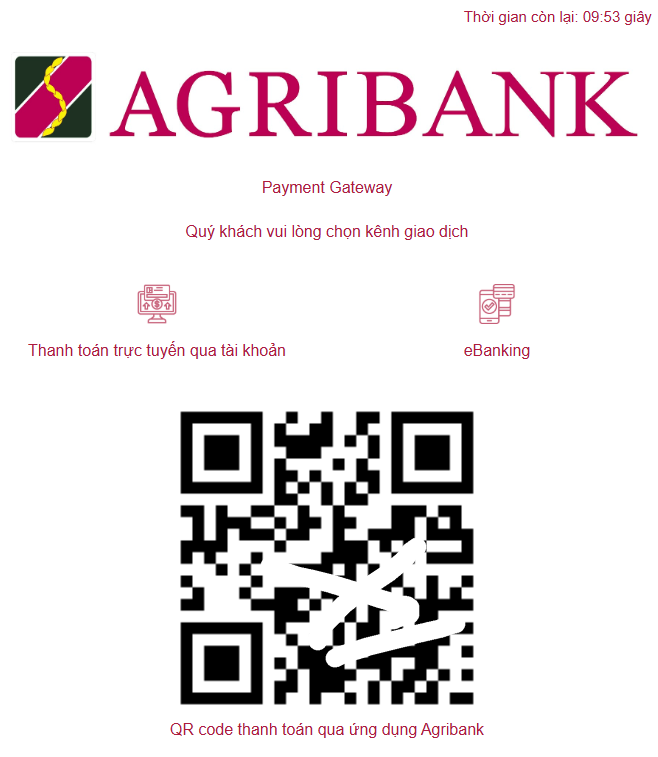 Thời gian còn lại: 09:53 giây
AGRIBANK
Payment Gateway
Quý khách vui lòng chọn kênh giao dịch
Thanh toán trực tuyến qua tài khoản
eBanking
QR code thanh toán qua ứng dụng Agribank